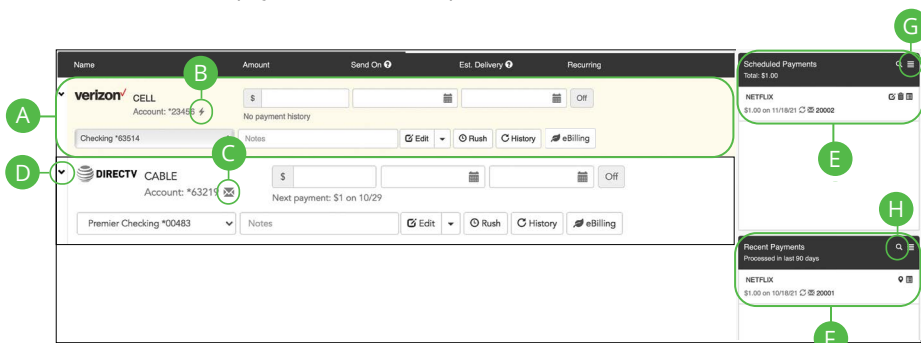 G
Name Amount Send On Est. Delivery Recurring
Scheduled Payments
Total: $1.00
B
verizon CELL
Account: *23456
$ Off
No payment history
NETFLIX
$1.00 on 11/18/21 20002
A
Checking *63514 Notes Edit Rush History eBilling
C
E
D
DIRECTV CABLE
Account: *63219
$ Off
Next payment: $1 on 10/29
H
Premier Checking *00483 Notes Edit Rush History eBilling
Recent Payments
Processed in last 90 days
NETFLIX
$1.00 on 10/18/21 20001